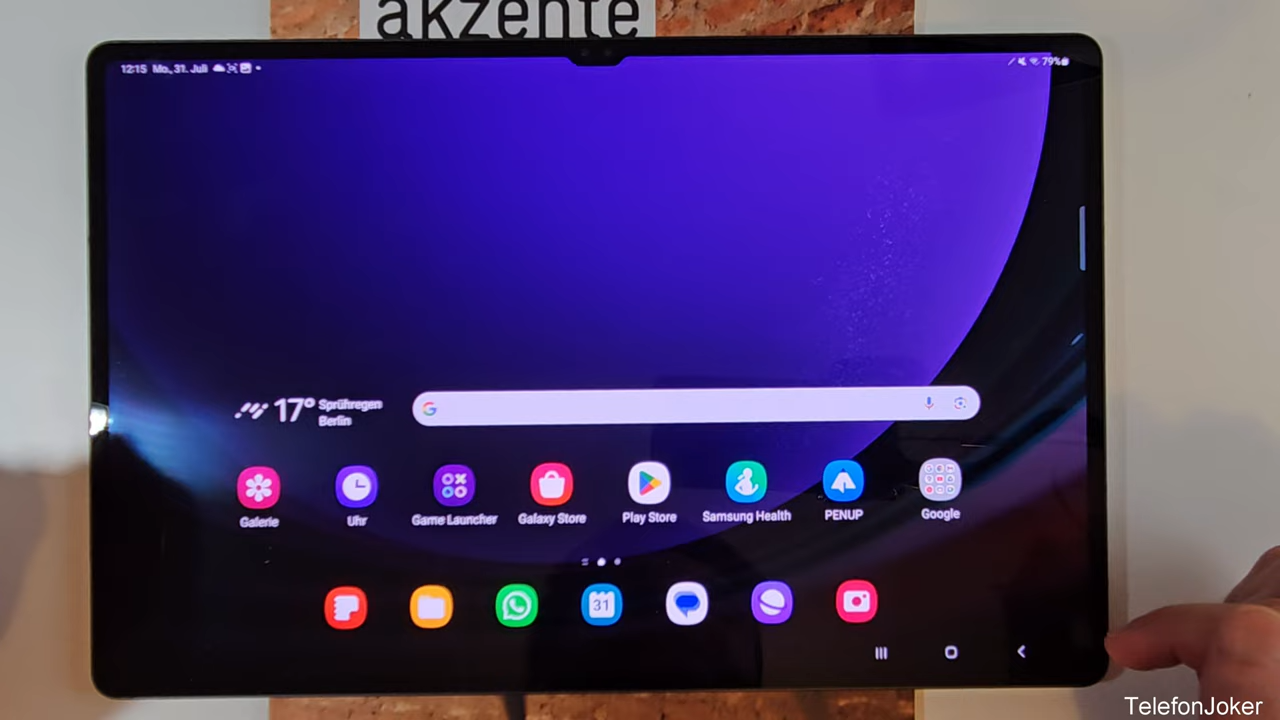 akzente
12:15 Mo., 31. Juli
79%
17° Sprühregen
Berlin
Galerie
Uhr
Game Launcher
Galaxy Store
Play Store
Samsung Health
PENUP
Google
31
TelefonJoker